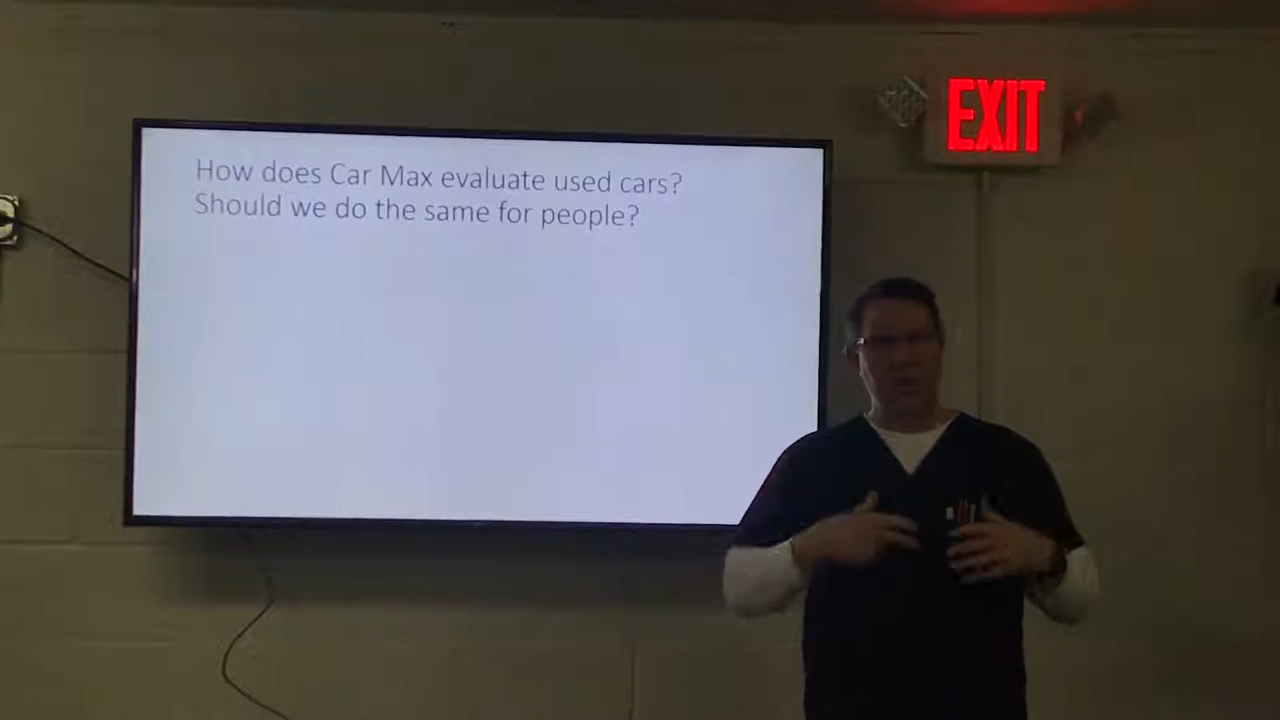 How does Car Max evaluate used cars?
Should we do the same for people?
EXIT